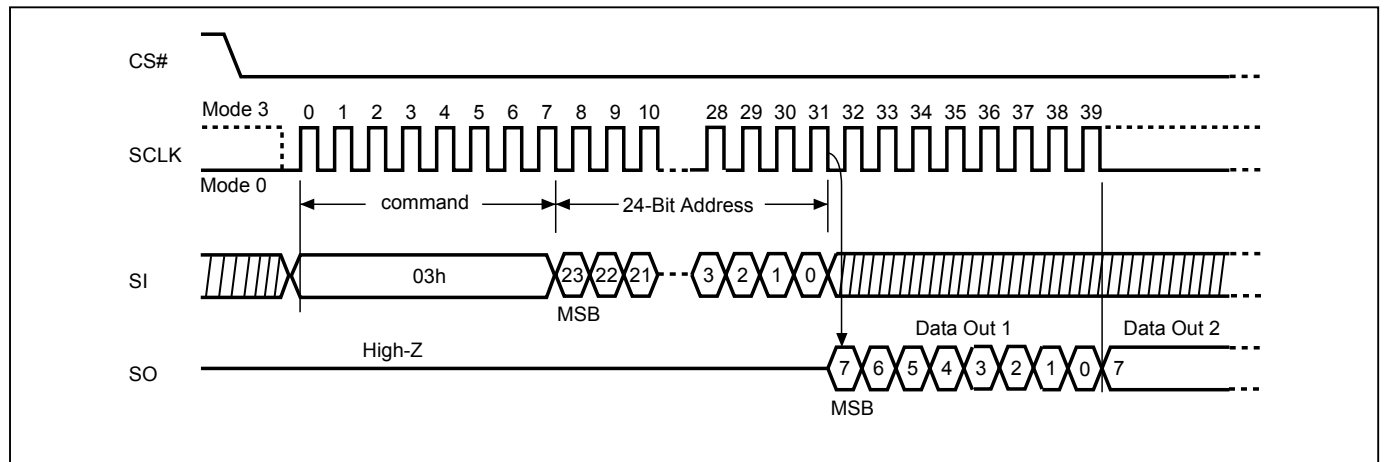 CS#
Mode 3
0 1 2 3 4 5 6 7 8 9 10 28 29 30 31 32 33 34 35 36 37 38 39
SCLK
Mode 0
command
24-Bit Address
SI
03h
23 22 21 3 2 1 0
MSB
Data Out 1
Data Out 2
High-Z
SO
7 6 5 4 3 2 1 0 7
MSB